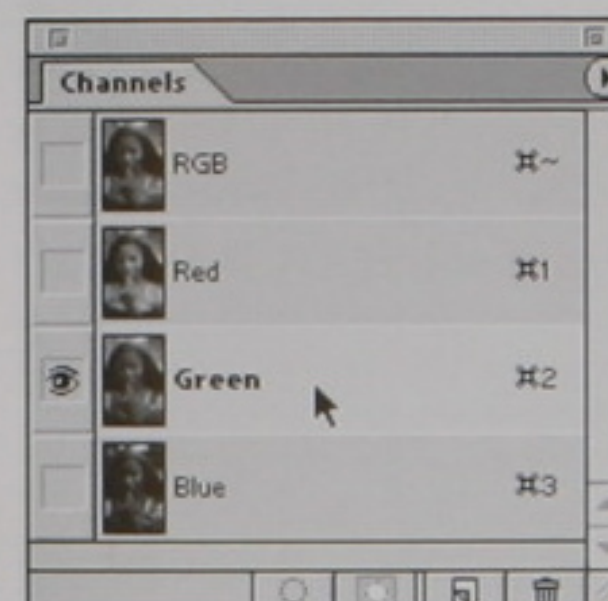 Channels
RGB ⌘~
Red ⌘1
Green ⌘2
Blue ⌘3